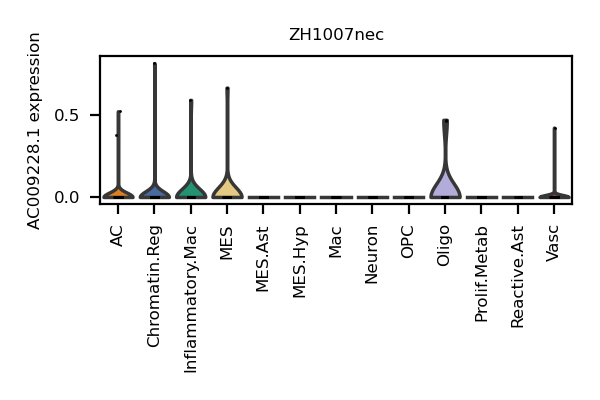 ZH1007nec
AC009228.1 expression
0.5
0.0
AC
Chromatin.Reg
Inflammatory.Mac
MES
MES.Ast
MES.Hyp
Mac
Neuron
OPC
Oligo
Prolif.Metab
Reactive.Ast
Vasc